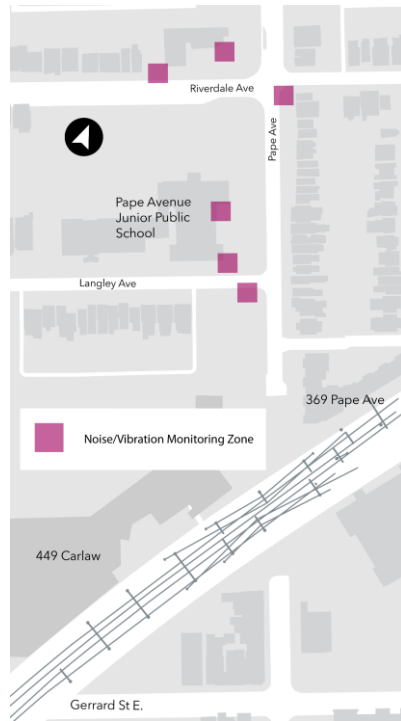 Riverdale Ave
Pape Ave
Pape Avenue
Junior Public
School
Langley Ave
369 Pape Ave
Noise/Vibration Monitoring Zone
449 Carlaw
Gerrard St E.